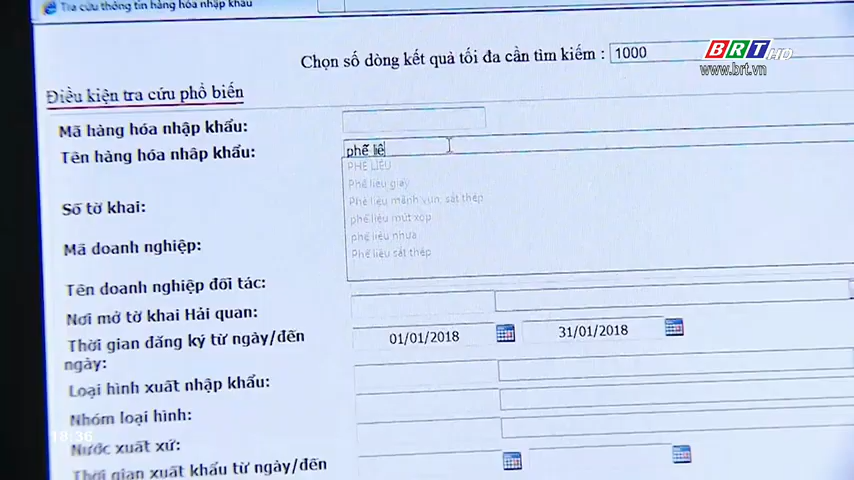 Tra cứu thông tin hàng hóa nhập khẩu
BRT HD
www.brt.vn
Chọn số dòng kết quả tối đa cần tìm kiếm : 1000
Điều kiện tra cứu phổ biến
Mã hàng hóa nhập khẩu:
Tên hàng hóa nhập khẩu: phế liê
PHẾ LIỆU
Phế liệu giấy
Phế liệu mảnh vụn, sắt thép
phế liệu mút xốp
phế liệu nhựa
Phế liệu sắt thép
Số tờ khai:
Mã doanh nghiệp:
Tên doanh nghiệp đối tác:
Nơi mở tờ khai Hải quan:
Thời gian đăng ký từ ngày/đến 01/01/2018 31/01/2018
ngày:
Loại hình xuất nhập khẩu:
Nhóm loại hình:
18:36
Nước xuất xứ:
Thời gian xuất khẩu từ ngày/đến